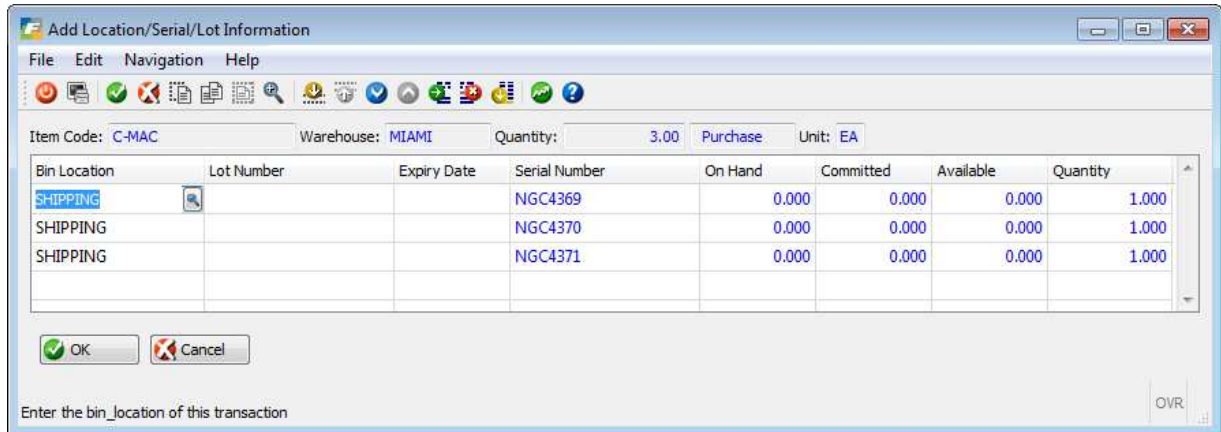 Add Location/Serial/Lot Information
File Edit Navigation Help
Item Code: C-MAC Warehouse: MIAMI Quantity: 3.00 Purchase Unit: EA
Bin Location Lot Number Expiry Date Serial Number On Hand Committed Available Quantity
SHIPPING NGC4369 0.000 0.000 0.000 1.000
SHIPPING NGC4370 0.000 0.000 0.000 1.000
SHIPPING NGC4371 0.000 0.000 0.000 1.000
OK Cancel
Enter the bin_location of this transaction OVR